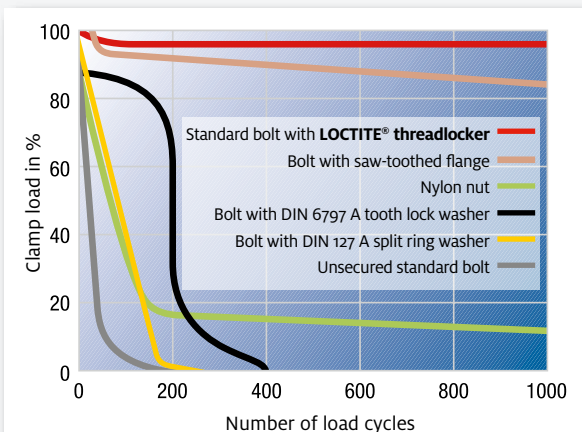 100
80
60
40
20
0
Clamp load in %
Standard bolt with LOCTITE® threadlocker
Bolt with saw-toothed flange
Nylon nut
Bolt with DIN 6797 A tooth lock washer
Bolt with DIN 127 A split ring washer
Unsecured standard bolt
0 200 400 600 800 1000
Number of load cycles